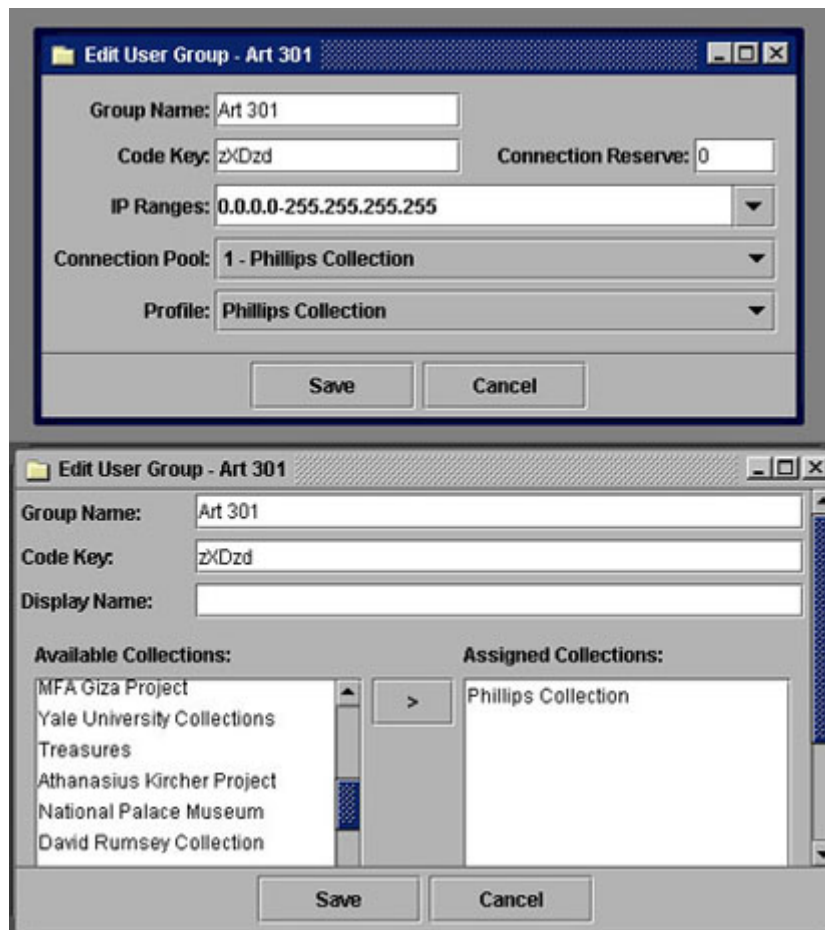 Edit User Group - Art 301
Group Name: Art 301
Code Key: zXDzd Connection Reserve: 0
IP Ranges: 0.0.0.0-255.255.255.255
Connection Pool: 1 - Phillips Collection
Profile: Phillips Collection
Save Cancel
Edit User Group - Art 301
Group Name: Art 301
Code Key: zXDzd
Display Name:
Available Collections: Assigned Collections:
MFA Giza Project > Phillips Collection
Yale University Collections
Treasures
Athanasius Kircher Project
National Palace Museum
David Rumsey Collection
Save Cancel